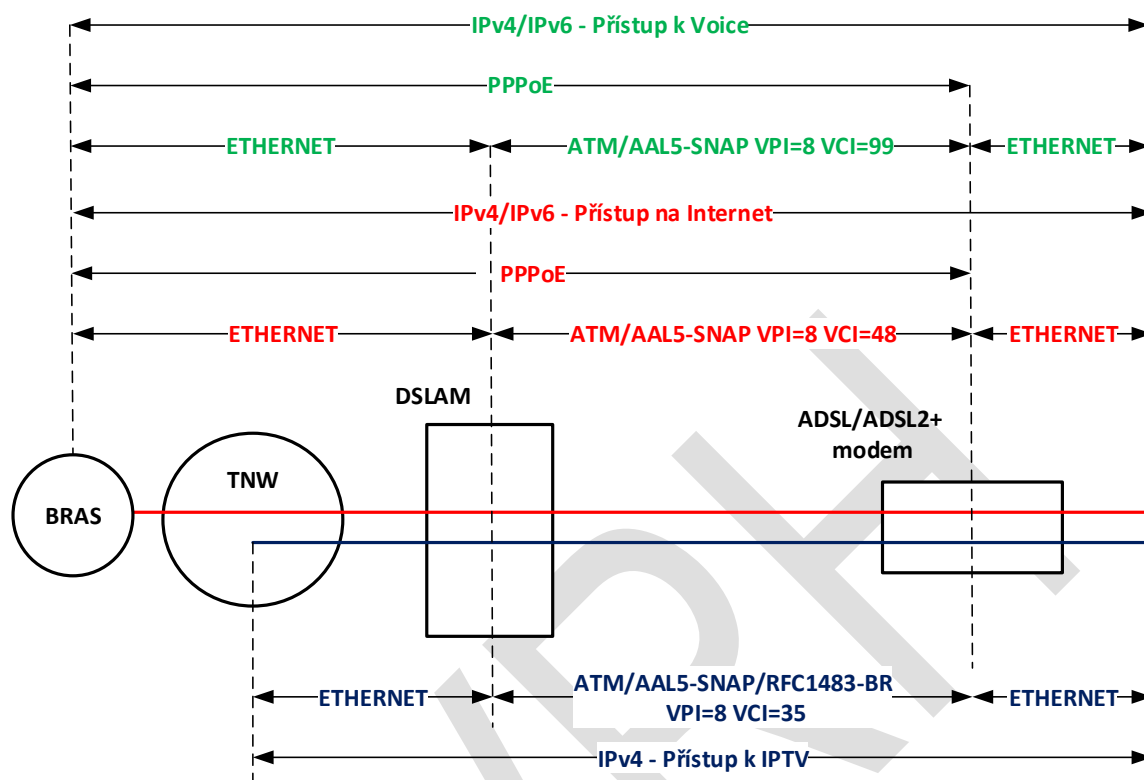 IPv4/IPv6 - Přístup k Voice
PPPoE
ETHERNET
ATM/AAL5-SNAP VPI=8 VCI=99
ETHERNET
IPv4/IPv6 - Přístup na Internet
PPPoE
ETHERNET
ATM/AAL5-SNAP VPI=8 VCI=48
ETHERNET
DSLAM
ADSL/ADSL2+
modem
TNW
BRAS
ETHERNET
ATM/AAL5-SNAP/RFC1483-BR
VPI=8 VCI=35
ETHERNET
IPv4 - Přístup k IPTV